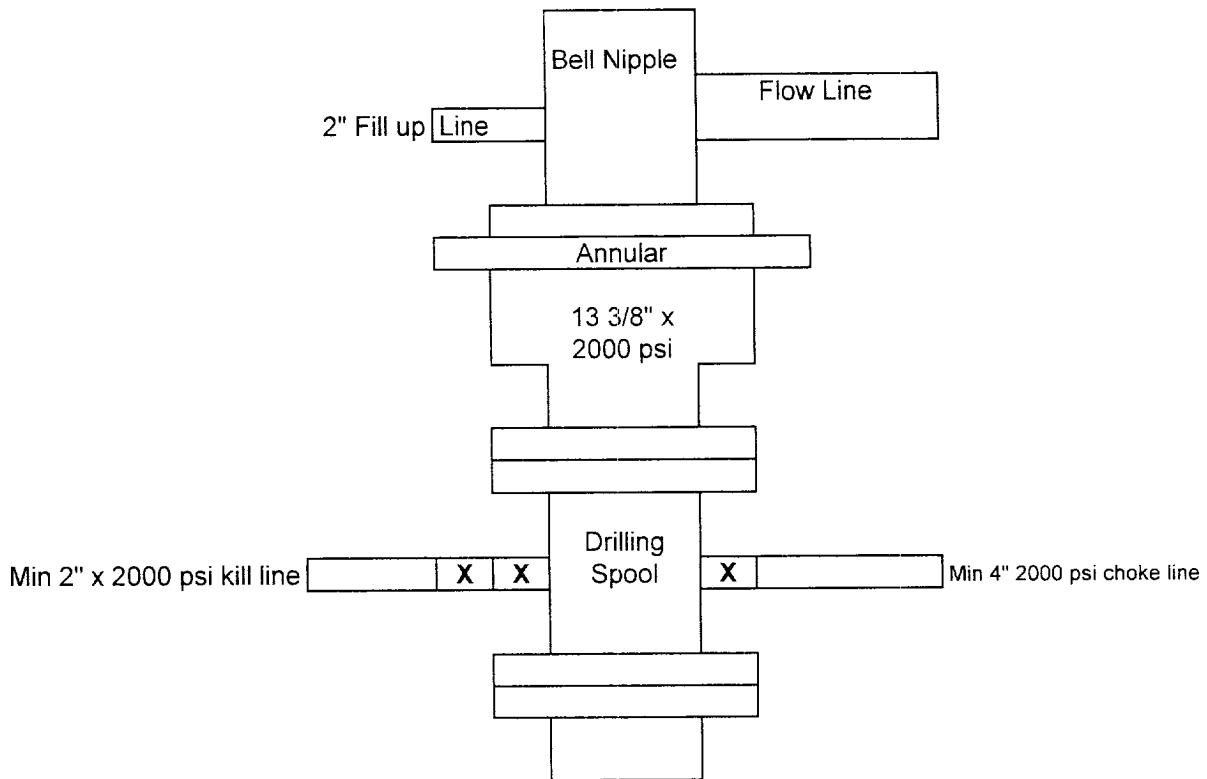 Bell Nipple
Flow Line
2" Fill up Line
Annular
13 3/8" x
2000 psi
Drilling
Spool
Min 2" x 2000 psi kill line
X X
X
Min 4" 2000 psi choke line